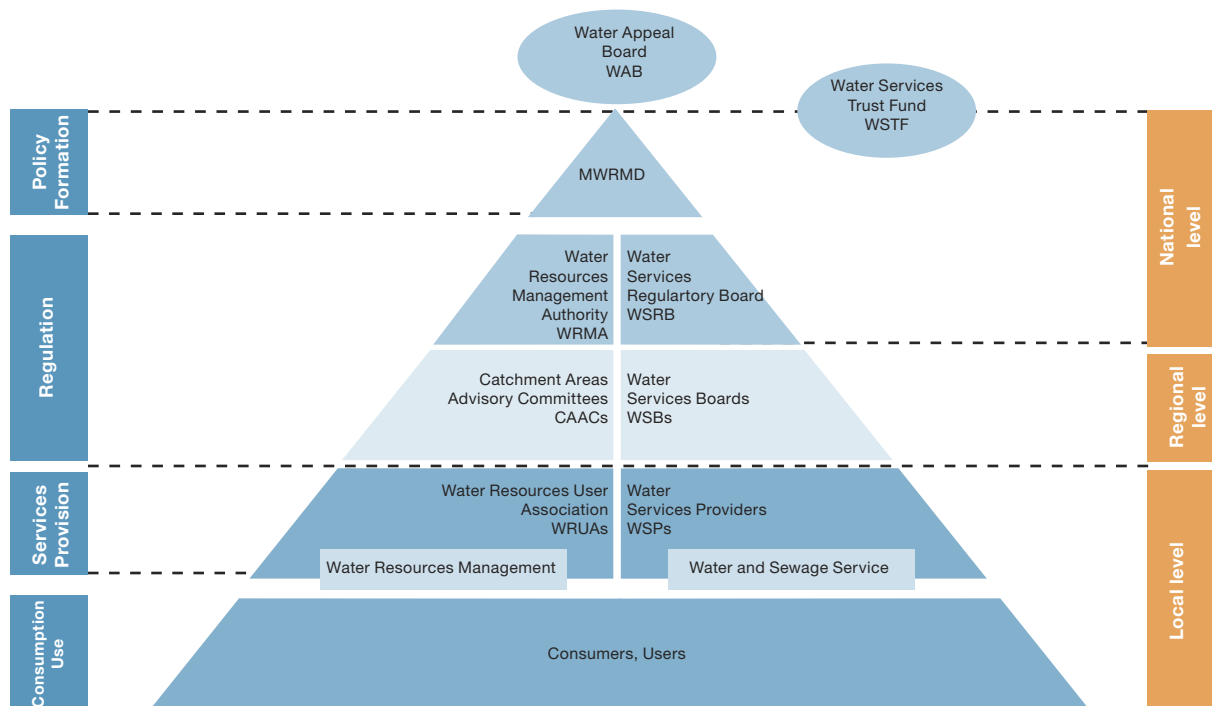 Water Appeal
Board
WAB
Water Services
Trust Fund
WSTF
Policy
Formation
MWRMD
National
level
Regulation
Water
Resources
Management
Authority
WRMA
Water
Services
Regulartory Board
WSRB
Catchment Areas
Advisory Committees
CAACs
Water
Services Boards
WSBs
Regional
level
Services
Provision
Water Resources User
Association
WRUAs
Water
Services Providers
WSPs
Water Resources Management
Water and Sewage Service
Local level
Consumption
Use
Consumers, Users